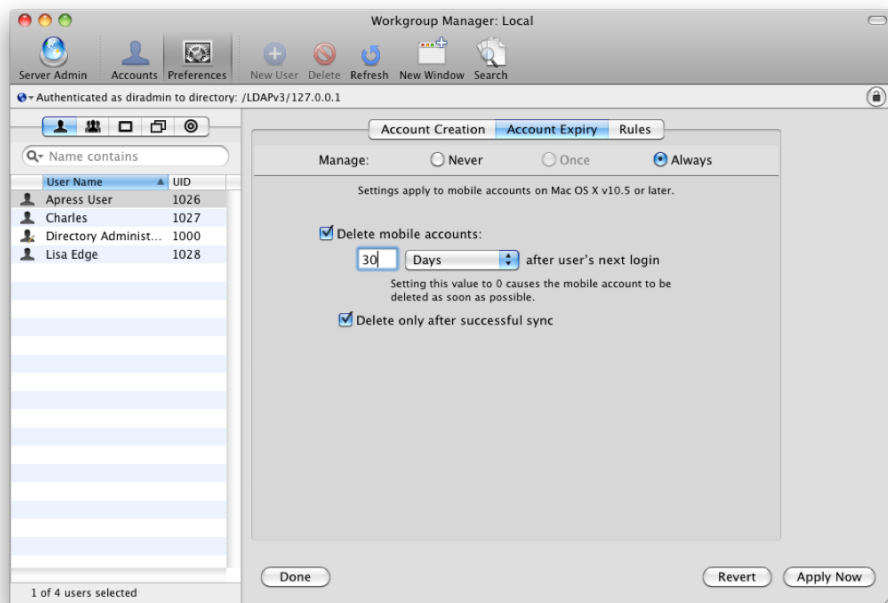 Workgroup Manager: Local
Server Admin Accounts Preferences New User Delete Refresh New Window Search
Authenticated as diradmin to directory: /LDAPv3/127.0.0.1
Account Creation Account Expiry Rules
Name contains
Manage: Never Once Always
User Name UID
Settings apply to mobile accounts on Mac OS X v10.5 or later.
Apress User 1026
Charles 1027
Directory Administ... 1000
Lisa Edge 1028
Delete mobile accounts:
30 Days after user's next login
Setting this value to 0 causes the mobile account to be
deleted as soon as possible.
Delete only after successful sync
Done Revert Apply Now
1 of 4 users selected